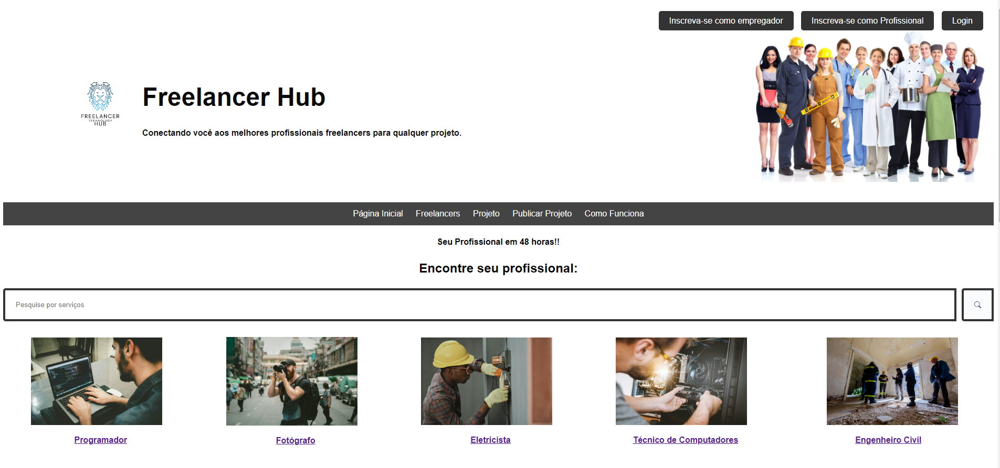 Inscreva-se como empregador
Inscreva-se como Profissional
Login
FREELANCER
TECHNOLOGY
HUB
Freelancer Hub
Conectando você aos melhores profissionais freelancers para qualquer projeto.
Página Inicial
Freelancers
Projeto
Publicar Projeto
Como Funciona
Seu Profissional em 48 horas!!
Encontre seu profissional:
Pesquise por serviços
Programador
Fotógrafo
Eletricista
Técnico de Computadores
Engenheiro Civil